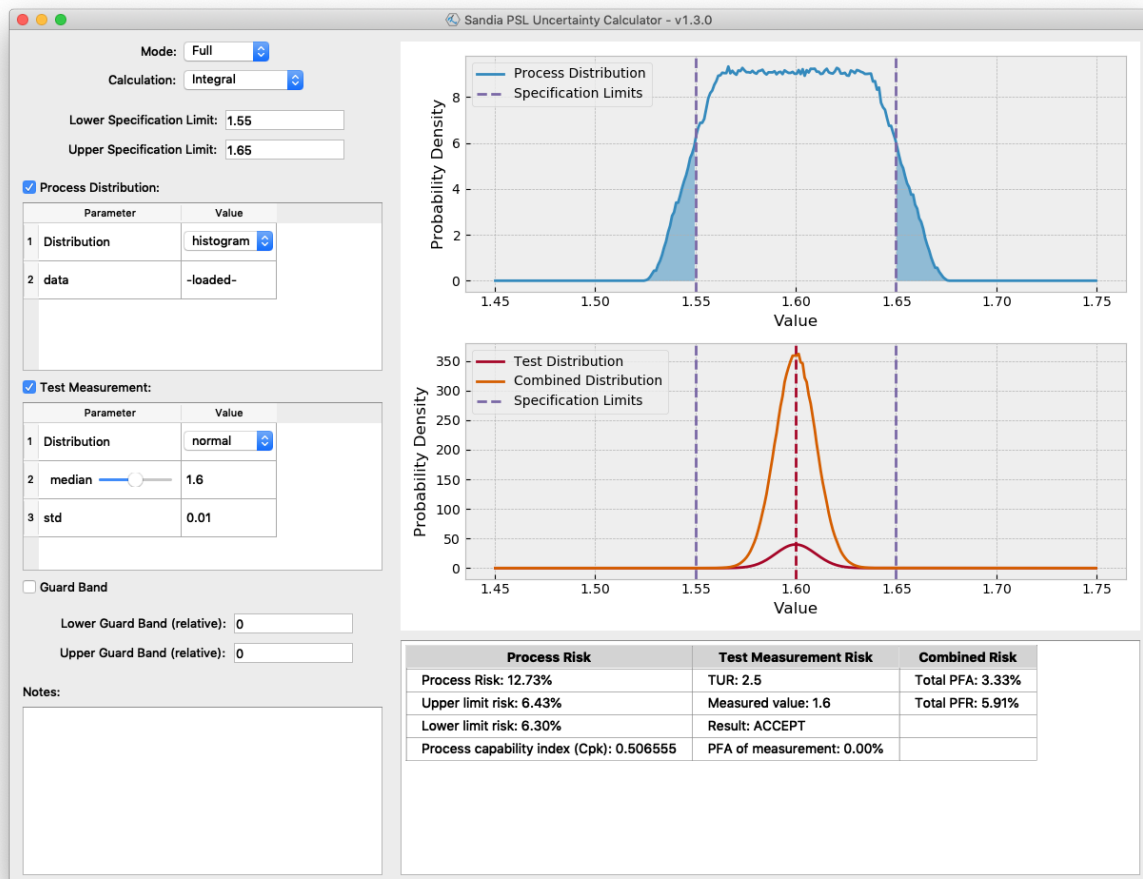 Sandia PSL Uncertainty Calculator - v1.3.0
Mode: Full
Calculation: Integral
Lower Specification Limit: 1.55
Upper Specification Limit: 1.65
Process Distribution:
Parameter Value
1 Distribution histogram
2 data -loaded-
Test Measurement:
Parameter Value
1 Distribution normal
2 median 1.6
3 std 0.01
Guard Band
Lower Guard Band (relative): 0
Upper Guard Band (relative): 0
Notes:
Process Distribution
Specification Limits
Probability Density
8
6
4
2
0
1.45 1.50 1.55 1.60 1.65 1.70 1.75
Value
Test Distribution
Combined Distribution
Specification Limits
Probability Density
350
300
250
200
150
100
50
0
1.45 1.50 1.55 1.60 1.65 1.70 1.75
Value
Process Risk Test Measurement Risk Combined Risk
Process Risk: 12.73% TUR: 2.5 Total PFA: 3.33%
Upper limit risk: 6.43% Measured value: 1.6 Total PFR: 5.91%
Lower limit risk: 6.30% Result: ACCEPT
Process capability index (Cpk): 0.506555 PFA of measurement: 0.00%